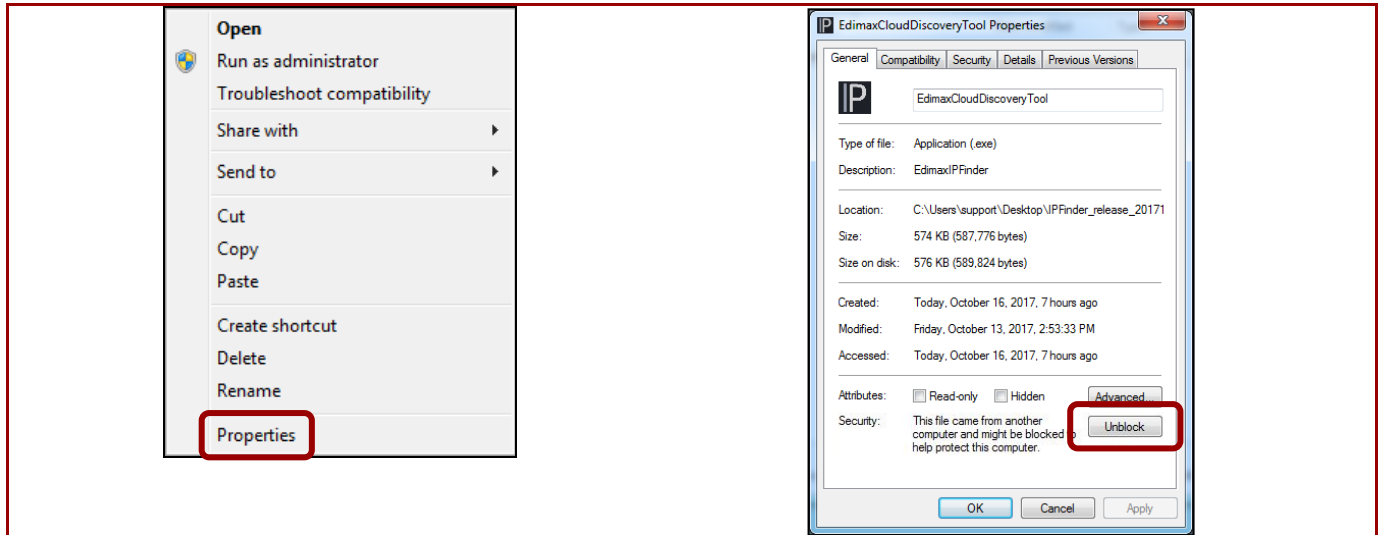 Open
Run as administrator
Troubleshoot compatibility
Share with
Send to
Cut
Copy
Paste
Create shortcut
Delete
Rename
Properties
EdimaxCloudDiscoveryTool Properties
General Compatibility Security Details Previous Versions
IP
EdimaxCloudDiscoveryTool
Type of file: Application (.exe)
Description: EdimaxIPFinder
Location: C:\Users\support\Desktop\IPFinder_release_20171
Size: 574 KB (587,776 bytes)
Size on disk: 576 KB (589,824 bytes)
Created: Today, October 16, 2017, 7 hours ago
Modified: Friday, October 13, 2017, 2:53:33 PM
Accessed: Today, October 16, 2017, 7 hours ago
Attributes: Read-only Hidden Advanced...
Security: This file came from another
computer and might be blocked to
help protect this computer.
Unblock
OK Cancel Apply